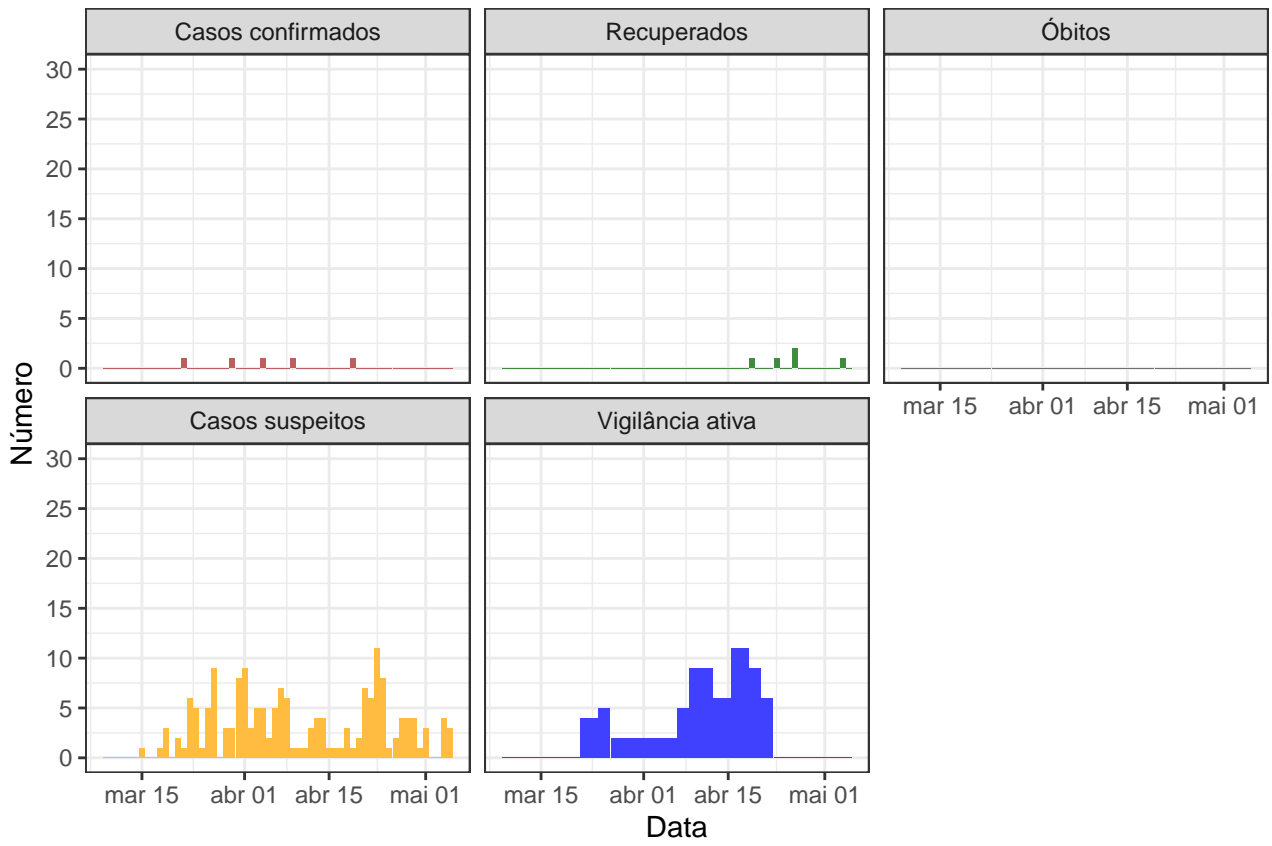 Casos confirmados
Recuperados
Óbitos
30
25
20
15
10
5
0
mar 15 abr 01 abr 15 mai 01
Número
Casos suspeitos
Vigilância ativa
30
25
20
15
10
5
0
mar 15 abr 01 abr 15 mai 01
mar 15 abr 01 abr 15 mai 01
Data